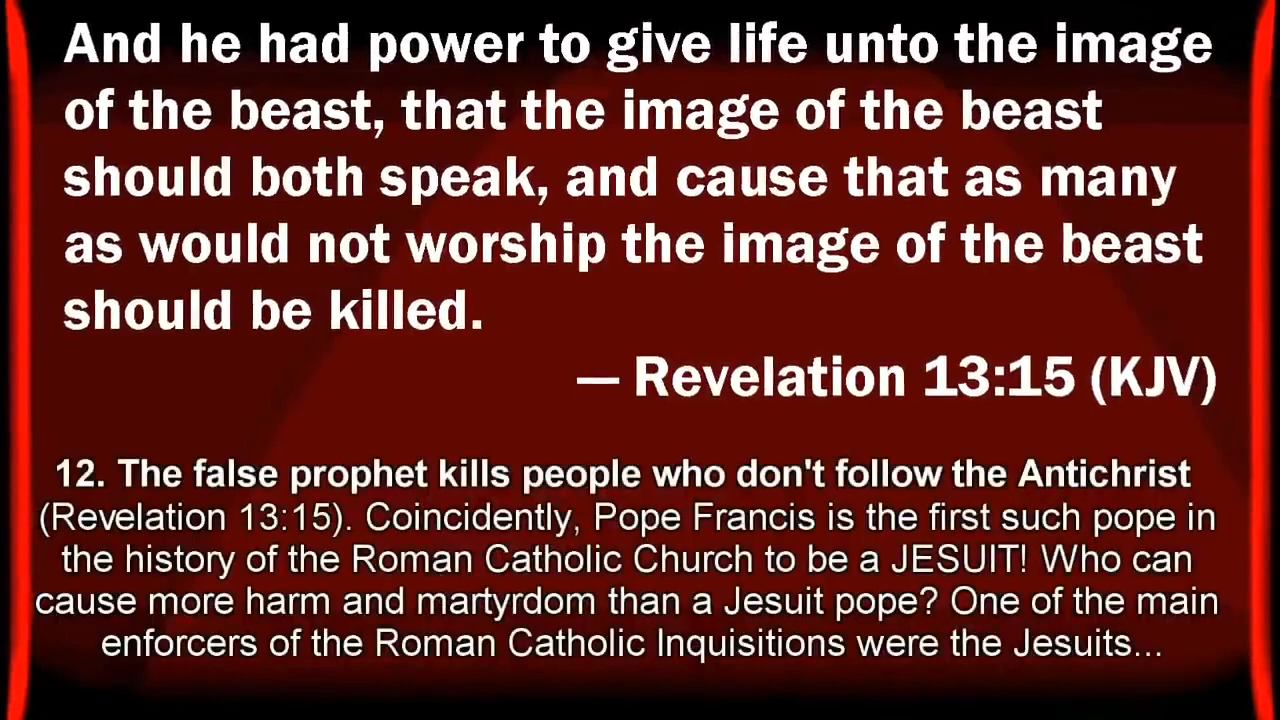 And he had power to give life unto the image
of the beast, that the image of the beast
should both speak, and cause that as many
as would not worship the image of the beast
should be killed.
— Revelation 13:15 (KJV)
12. The false prophet kills people who don't follow the Antichrist
(Revelation 13:15). Coincidently, Pope Francis is the first such pope in
the history of the Roman Catholic Church to be a JESUIT! Who can
cause more harm and martyrdom than a Jesuit pope? One of the main
enforcers of the Roman Catholic Inquisitions were the Jesuits...